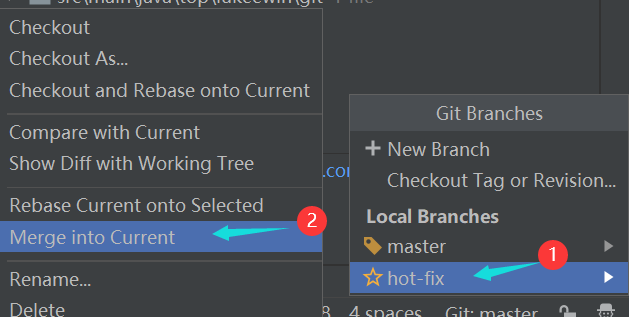 src\main\java\top\fakeewin\git 1 file
Checkout
Checkout As...
Checkout and Rebase onto Current
Compare with Current
Show Diff with Working Tree
Rebase Current onto Selected
2
Merge into Current
Rename...
Delete
Git Branches
New Branch
.com
Checkout Tag or Revision...
Local Branches
master
1
hot-fix
8 4 spaces Git: master